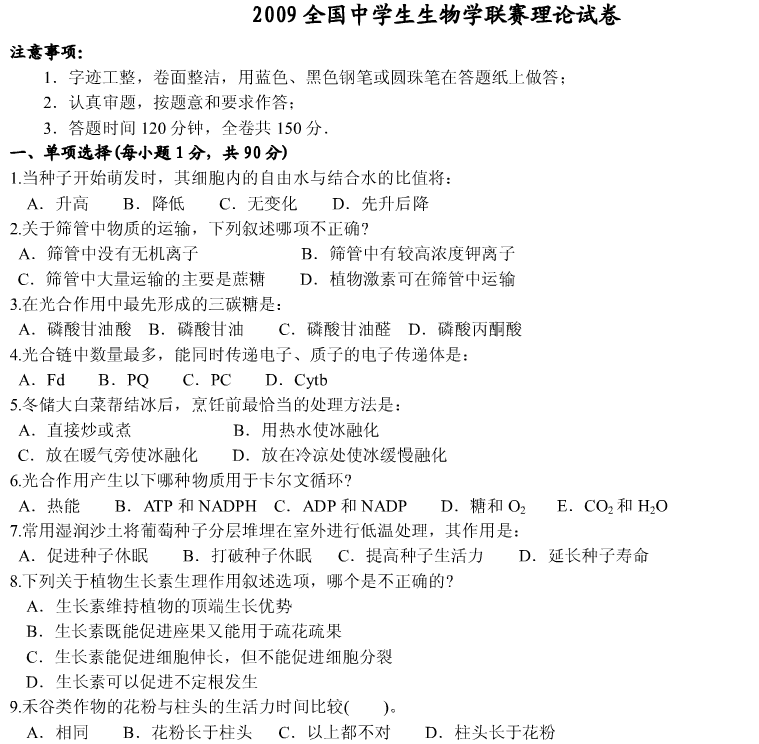 2009 全国中学生生物学联赛理论试卷
注意事项：
1．字迹工整，卷面整洁，用蓝色、黑色钢笔或圆珠笔在答题纸上做答；
2．认真审题，按题意和要求作答；
3．答题时间 120 分钟，全卷共 150 分．
一、单项选择(每小题 1 分，共 90 分)
1.当种子开始萌发时，其细胞内的自由水与结合水的比值将：
A．升高 B．降低 C．无变化 D．先升后降
2.关于筛管中物质的运输，下列叙述哪项不正确？
A．筛管中没有无机离子 B．筛管中有较高浓度钾离子
C．筛管中大量运输的主要是蔗糖 D．植物激素可在筛管中运输
3.在光合作用中最先形成的三碳糖是：
A．磷酸甘油酸 B．磷酸甘油 C．磷酸甘油醛 D．磷酸丙酮酸
4.光合链中数量最多，能同时传递电子、质子的电子传递体是：
A．Fd B．PQ C．PC D．Cytb
5.冬储大白菜帮结冰后，烹饪前最恰当的处理方法是：
A．直接炒或煮 B．用热水使冰融化
C．放在暖气旁使冰融化 D．放在冷凉处使冰缓慢融化
6.光合作用产生以下哪种物质用于卡尔文循环？
A．热能 B．ATP 和 NADPH C．ADP 和 NADP D．糖和 O₂ E．CO₂ 和 H₂O
7.常用湿润沙土将葡萄种子分层堆埋在室外进行低温处理，其作用是：
A．促进种子休眠 B．打破种子休眠 C．提高种子生活力 D．延长种子寿命
8.下列关于植物生长素生理作用叙述选项，哪个是不正确的？
A．生长素维持植物的顶端生长优势
B．生长素既能促进座果又能用于疏花疏果
C．生长素能促进细胞伸长，但不能促进细胞分裂
D．生长素可以促进不定根发生
9.禾谷类作物的花粉与柱头的生活力时间比较( )。
A．相同 B．花粉长于柱头 C．以上都不对 D．柱头长于花粉